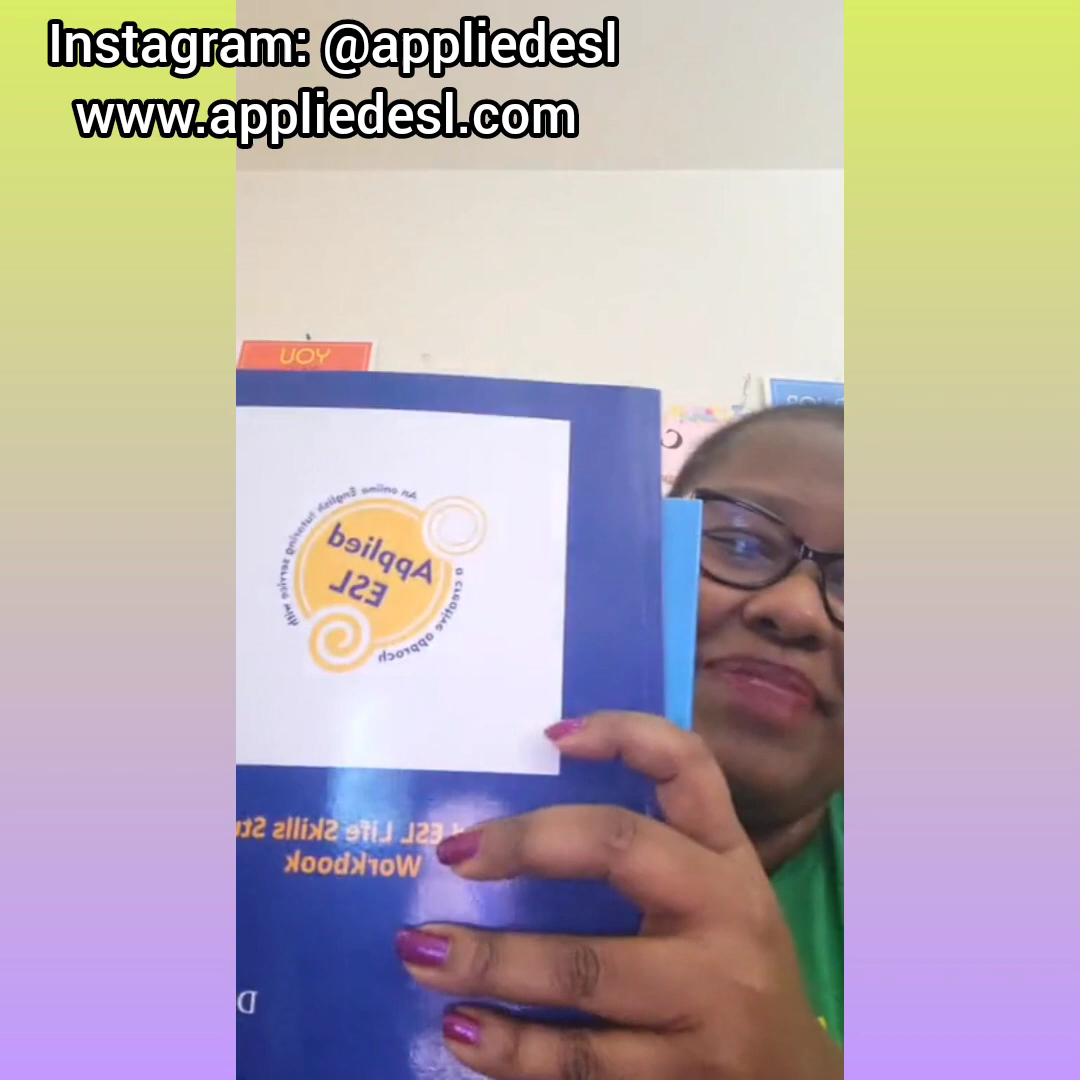 Instagram: @appliedesl
www.appliedesl.com
YOU
An online English tutoring service with
a creative approch
Applied
ESL
ESL Life Skills
Workbook
D